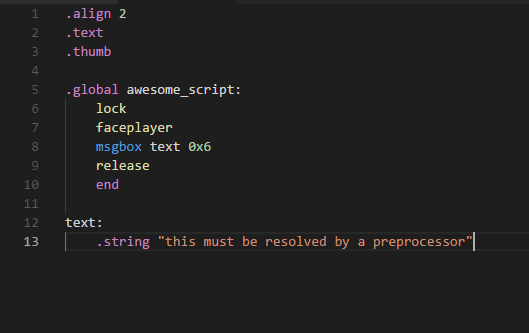 1 .align 2
2 .text
3 .thumb
4
5 .global awesome_script:
6 lock
7 faceplayer
8 msgbox text 0x6
9 release
10 end
11
12 text:
13 .string "this must be resolved by a preprocessor"